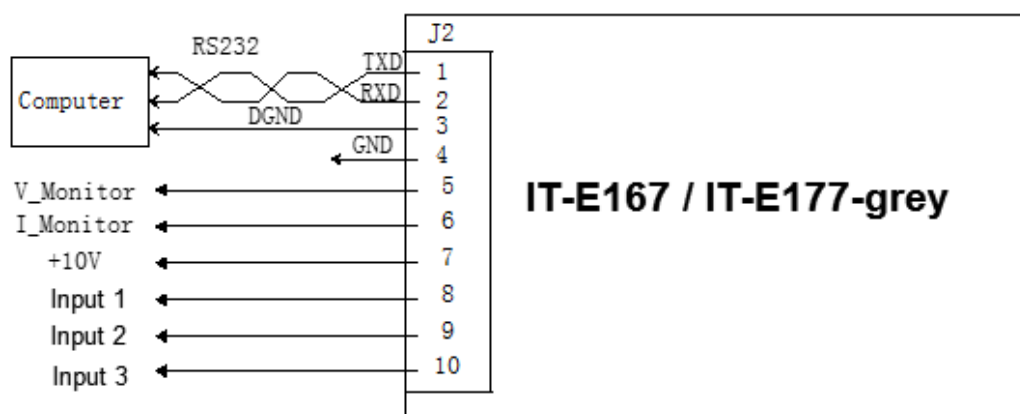 J2
RS232
TXD 1
Computer
RXD 2
DGND 3
GND 4
V_Monitor 5
IT-E167 / IT-E177-grey
I_Monitor 6
+10V 7
Input 1 8
Input 2 9
Input 3 10